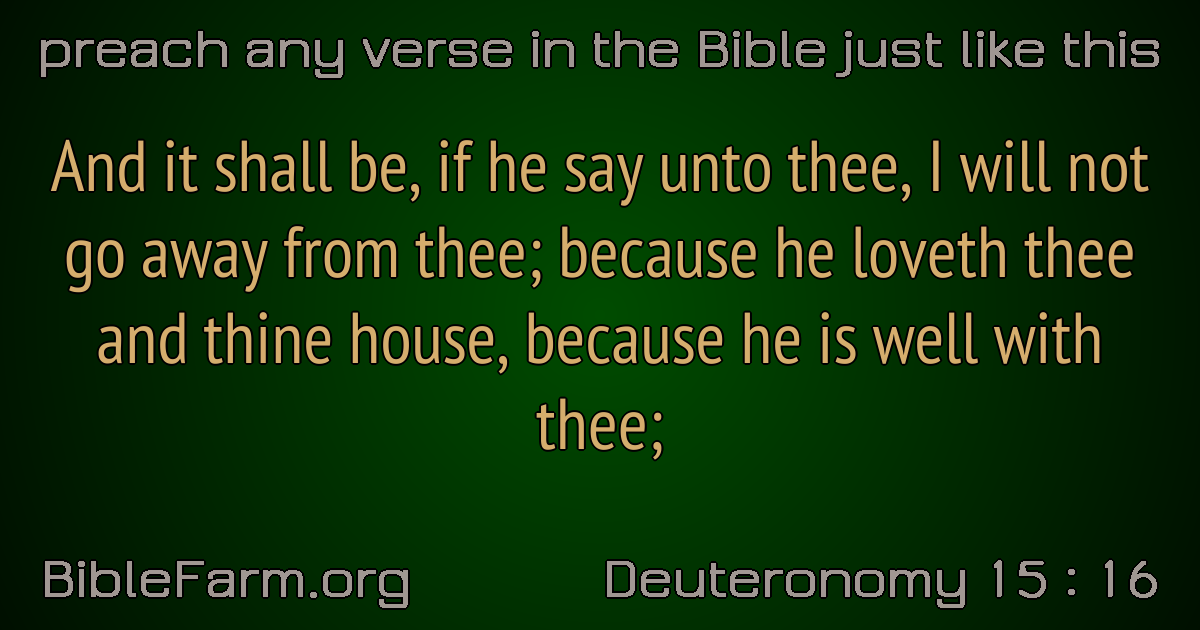 preach any verse in the Bible just like this
And it shall be, if he say unto thee, I will not
go away from thee; because he loveth thee
and thine house, because he is well with
thee;
BibleFarm.org
Deuteronomy 15 : 16